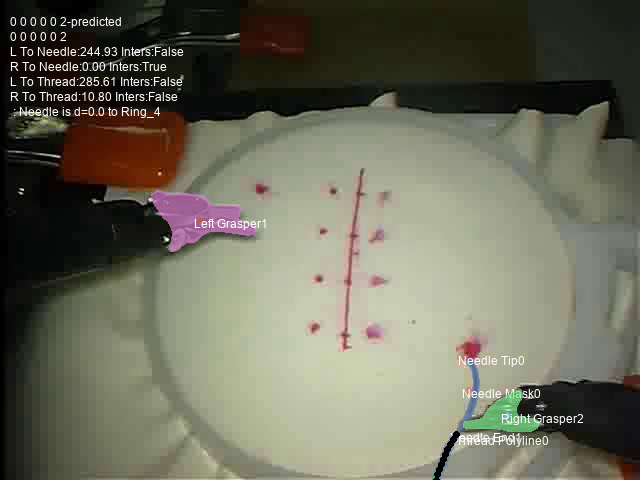 0 0 0 0 0 2-predicted
0 0 0 0 0 2
L To Needle:244.93 Inters:False
R To Needle:0.00 Inters:True
L To Thread:285.61 Inters:False
R To Thread:10.80 Inters:False
: Needle is d=0.0 to Ring_4
Left Grasper1
Needle Tip0
Needle Mask0
Right Grasper2
Needle End1
Thread Polyline0